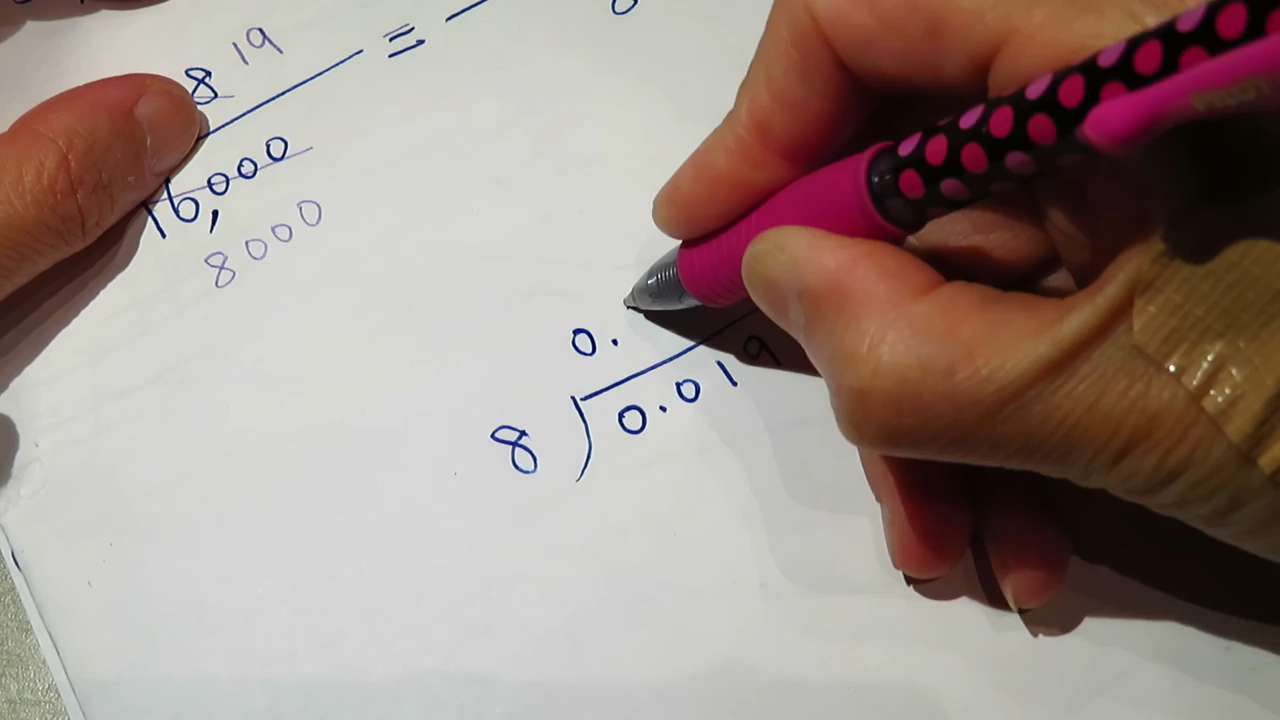 8 19 =
16,000
8000
0.
8 0.019